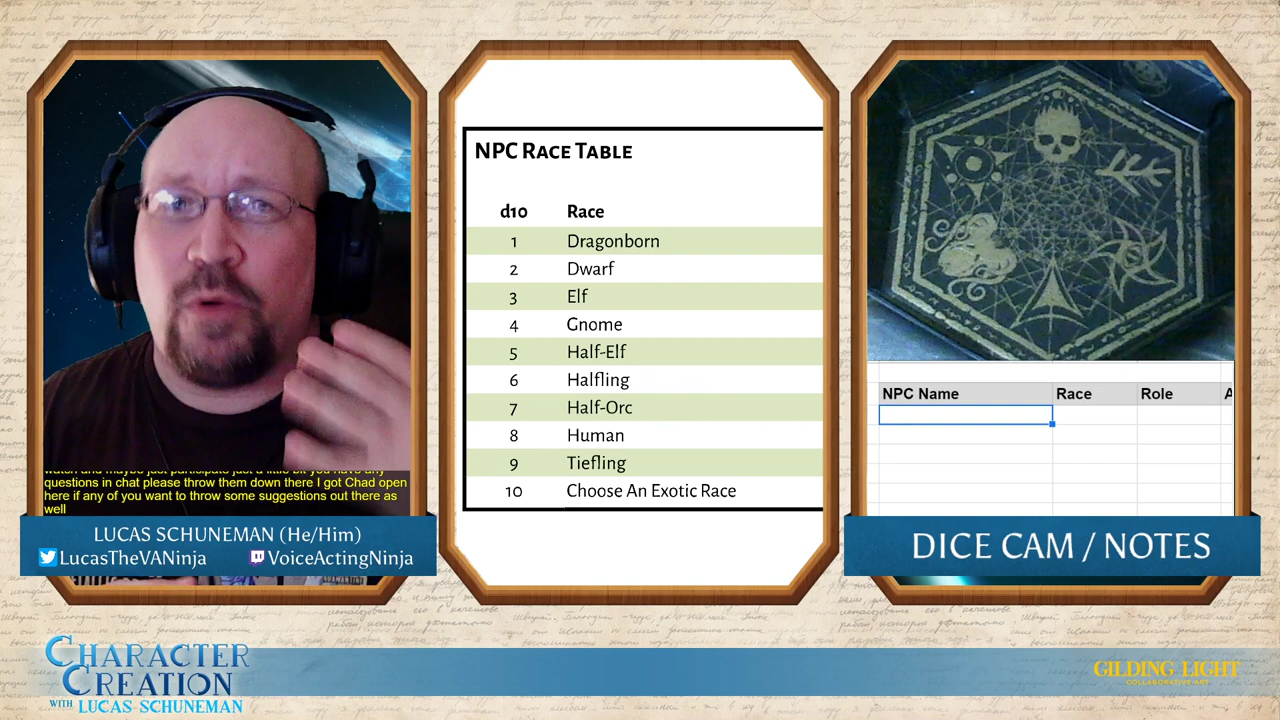 questions in chat please throw them down there I got Chad open
here if any of you want to throw some suggestions out there as
well
LUCAS SCHUNEMAN (He/Him)
LucasTheVANinja VoiceActingNinja
NPC RACE TABLE
d10 Race
1 Dragonborn
2 Dwarf
3 Elf
4 Gnome
5 Half-Elf
6 Halfling
7 Half-Orc
8 Human
9 Tiefling
10 Choose An Exotic Race
NPC Name Race Role A
DICE CAM / NOTES
CHARACTER
CREATION
WITH LUCAS SCHUNEMAN
GILDING LIGHT
COLLABORATIVE ART